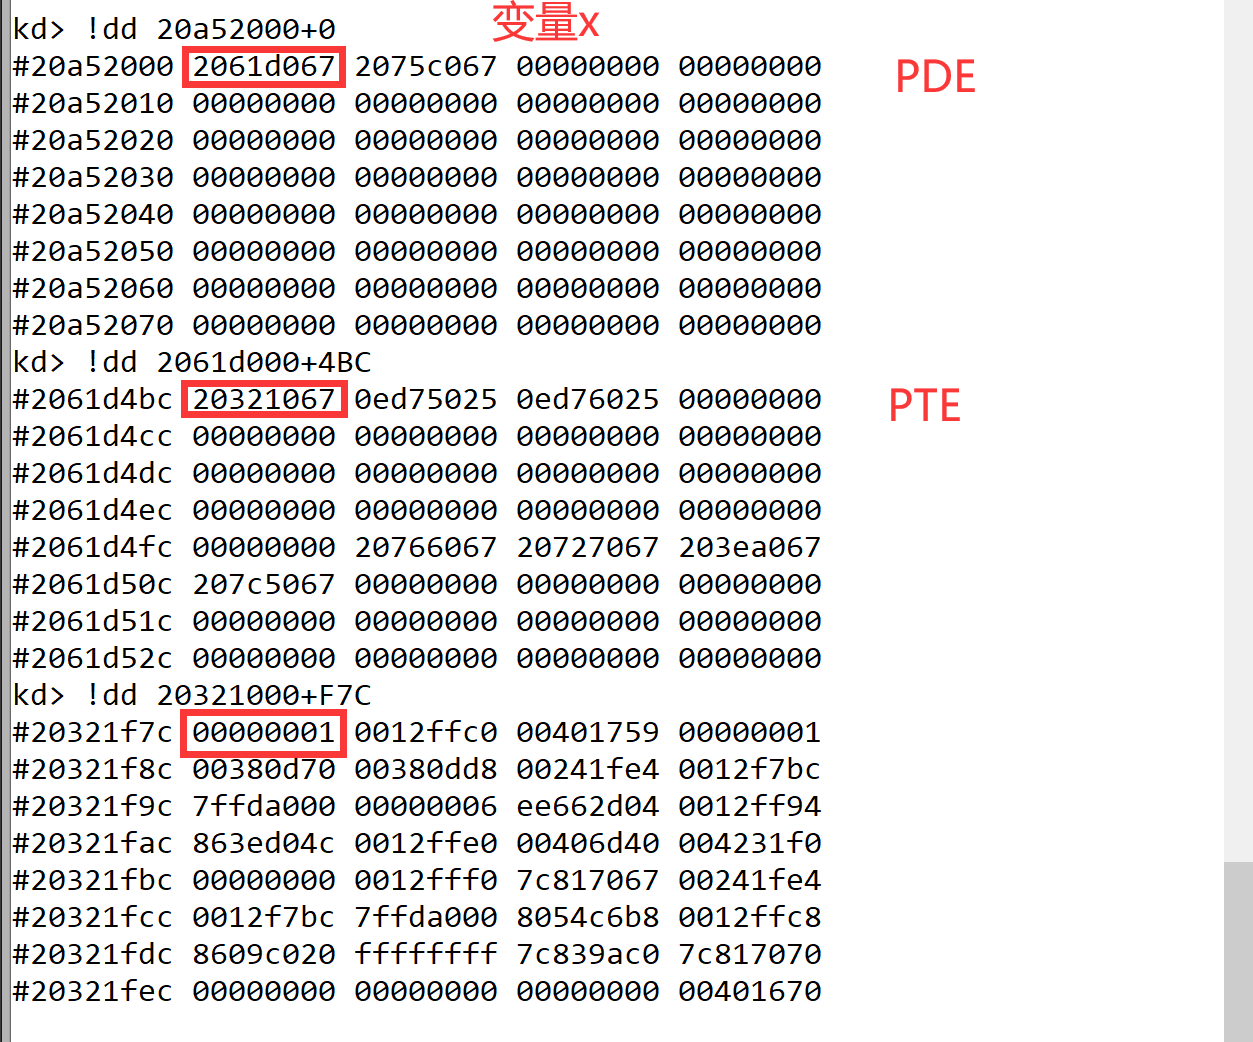 kd> !dd 20a52000+0 变量x
#20a52000 2061d067 2075c067 00000000 00000000 PDE
#20a52010 00000000 00000000 00000000 00000000
#20a52020 00000000 00000000 00000000 00000000
#20a52030 00000000 00000000 00000000 00000000
#20a52040 00000000 00000000 00000000 00000000
#20a52050 00000000 00000000 00000000 00000000
#20a52060 00000000 00000000 00000000 00000000
#20a52070 00000000 00000000 00000000 00000000
kd> !dd 2061d000+4BC
#2061d4bc 20321067 0ed75025 0ed76025 00000000 PTE
#2061d4cc 00000000 00000000 00000000 00000000
#2061d4dc 00000000 00000000 00000000 00000000
#2061d4ec 00000000 00000000 00000000 00000000
#2061d4fc 00000000 20766067 20727067 203ea067
#2061d50c 207c5067 00000000 00000000 00000000
#2061d51c 00000000 00000000 00000000 00000000
#2061d52c 00000000 00000000 00000000 00000000
kd> !dd 20321000+F7C
#20321f7c 00000001 0012ffc0 00401759 00000001
#20321f8c 00380d70 00380dd8 00241fe4 0012f7bc
#20321f9c 7ffda000 00000006 ee662d04 0012ff94
#20321fac 863ed04c 0012ffe0 00406d40 004231f0
#20321fbc 00000000 0012fff0 7c817067 00241fe4
#20321fcc 0012f7bc 7ffda000 8054c6b8 0012ffc8
#20321fdc 8609c020 ffffffff 7c839ac0 7c817070
#20321fec 00000000 00000000 00000000 00401670